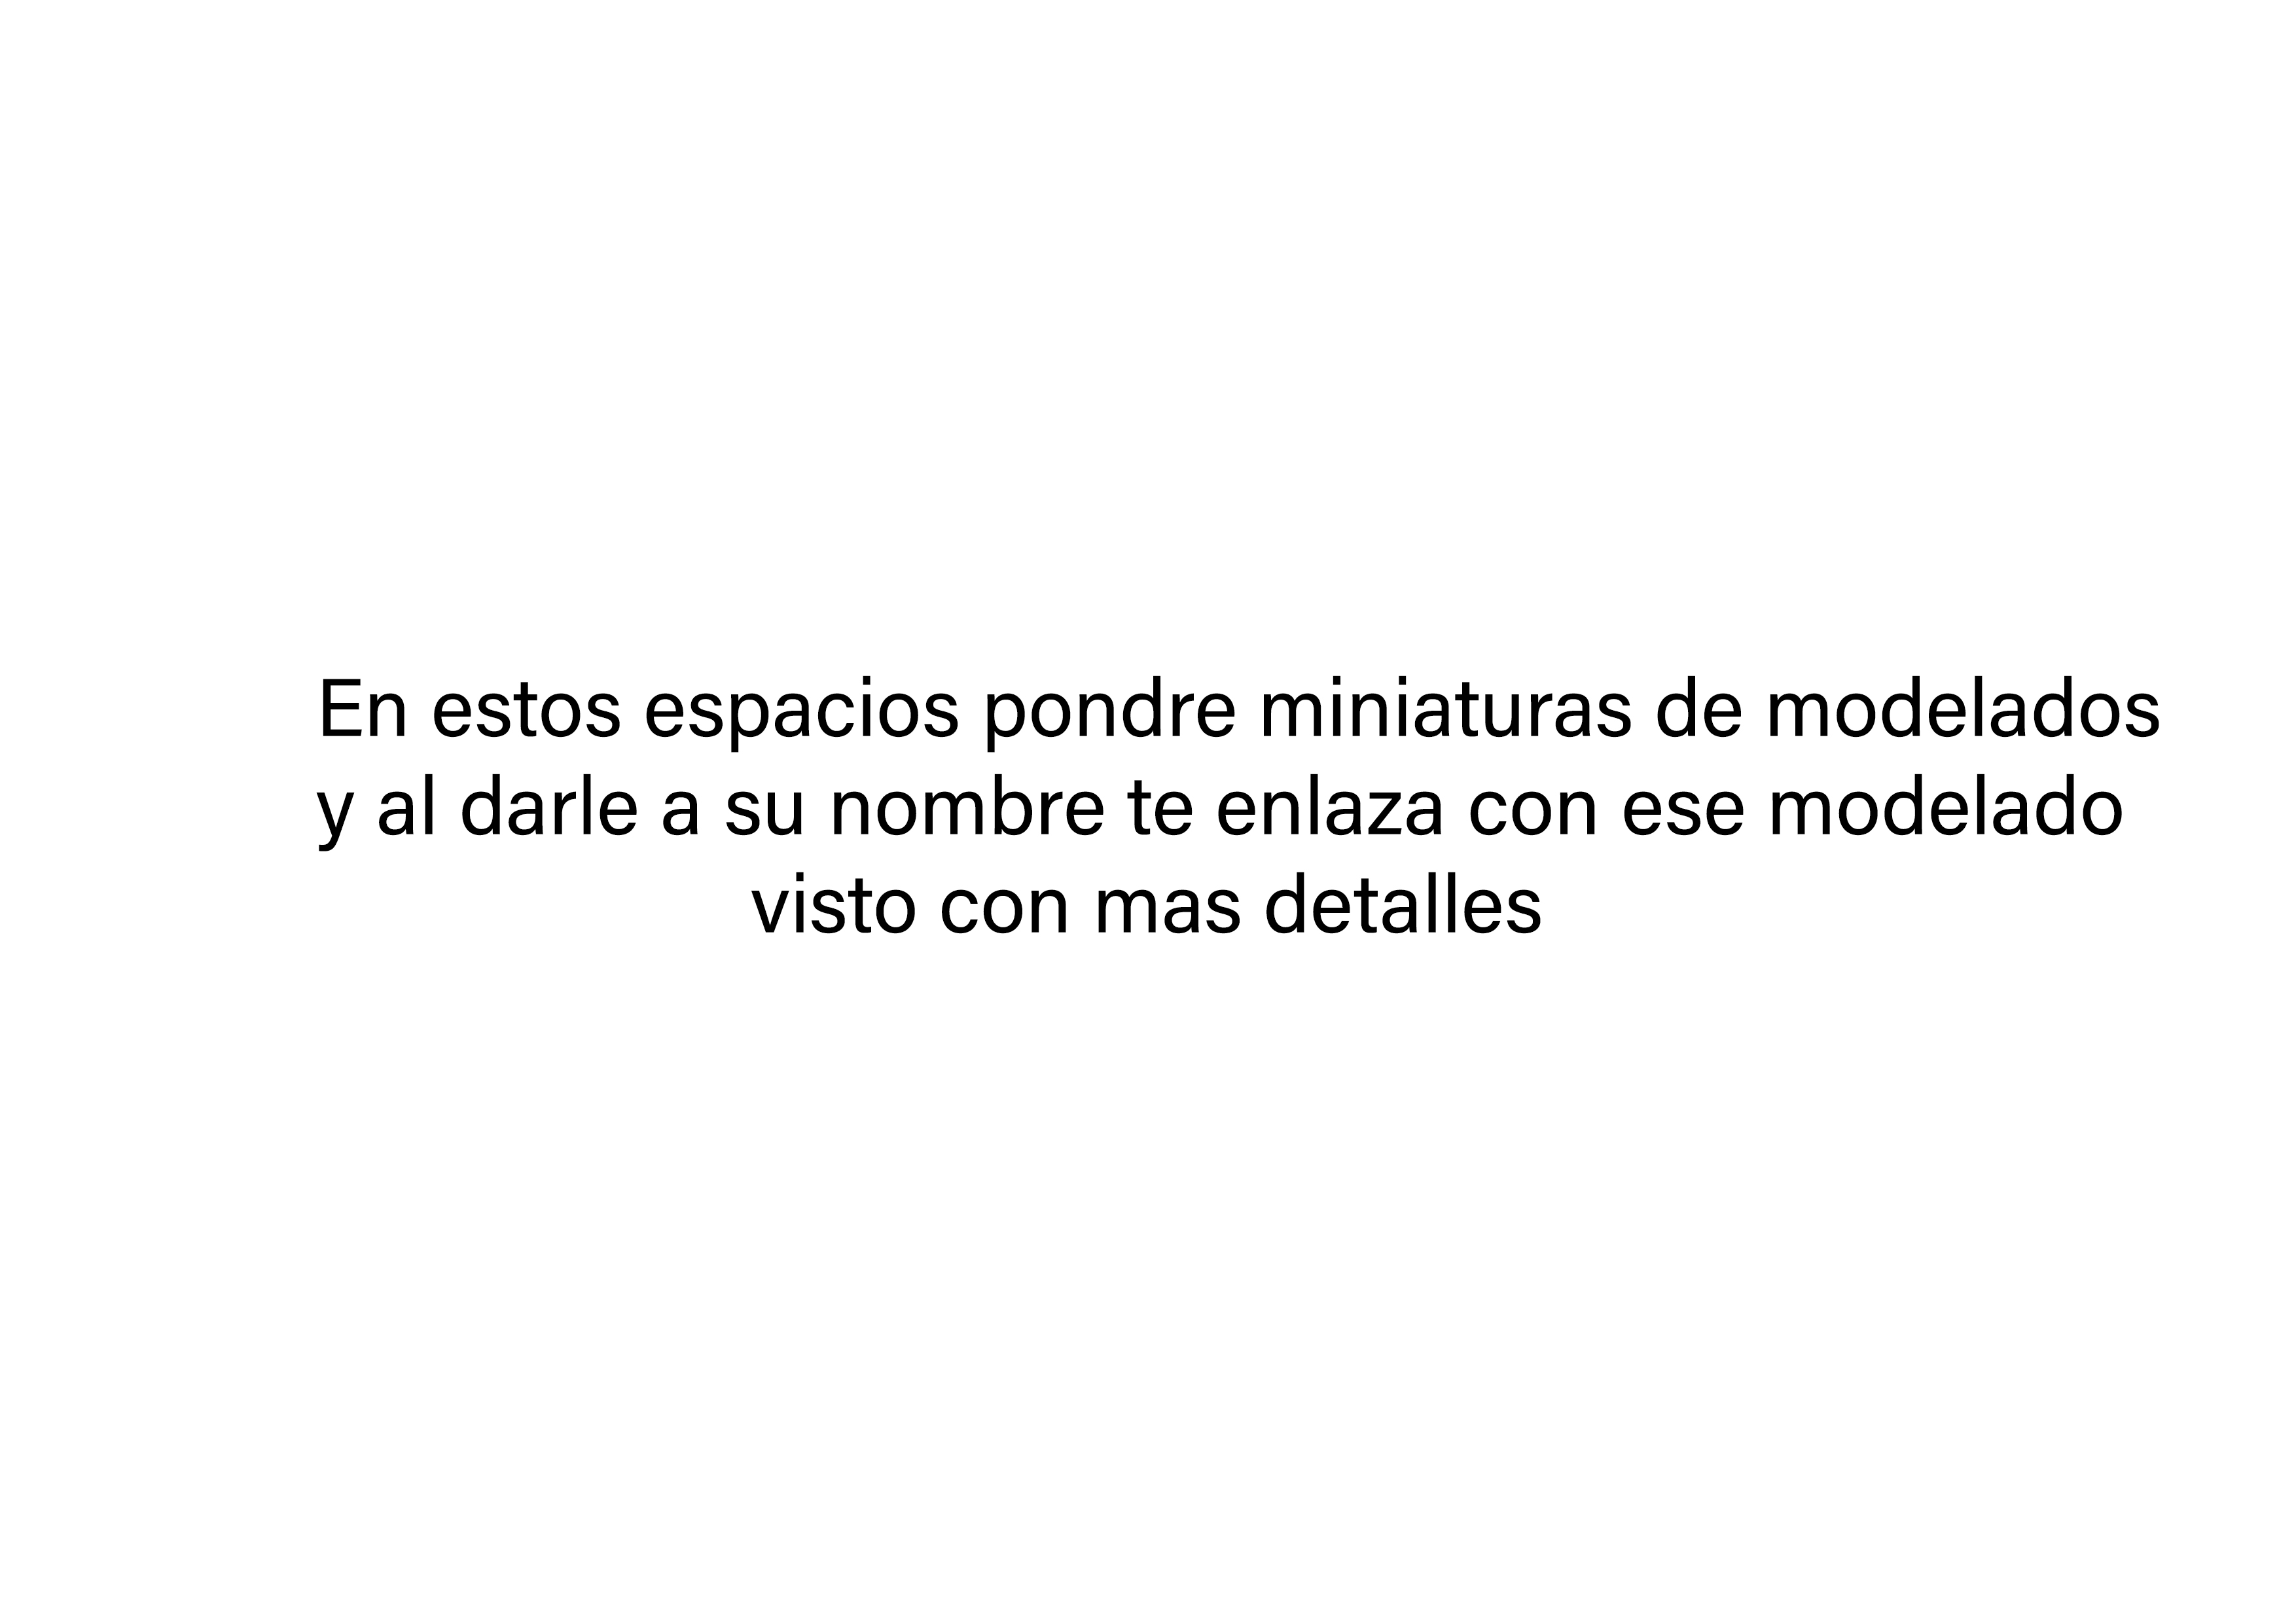 En estos espacios pondre miniaturas de modelados
y al darle a su nombre te enlaza con ese modelado
visto con mas detalles